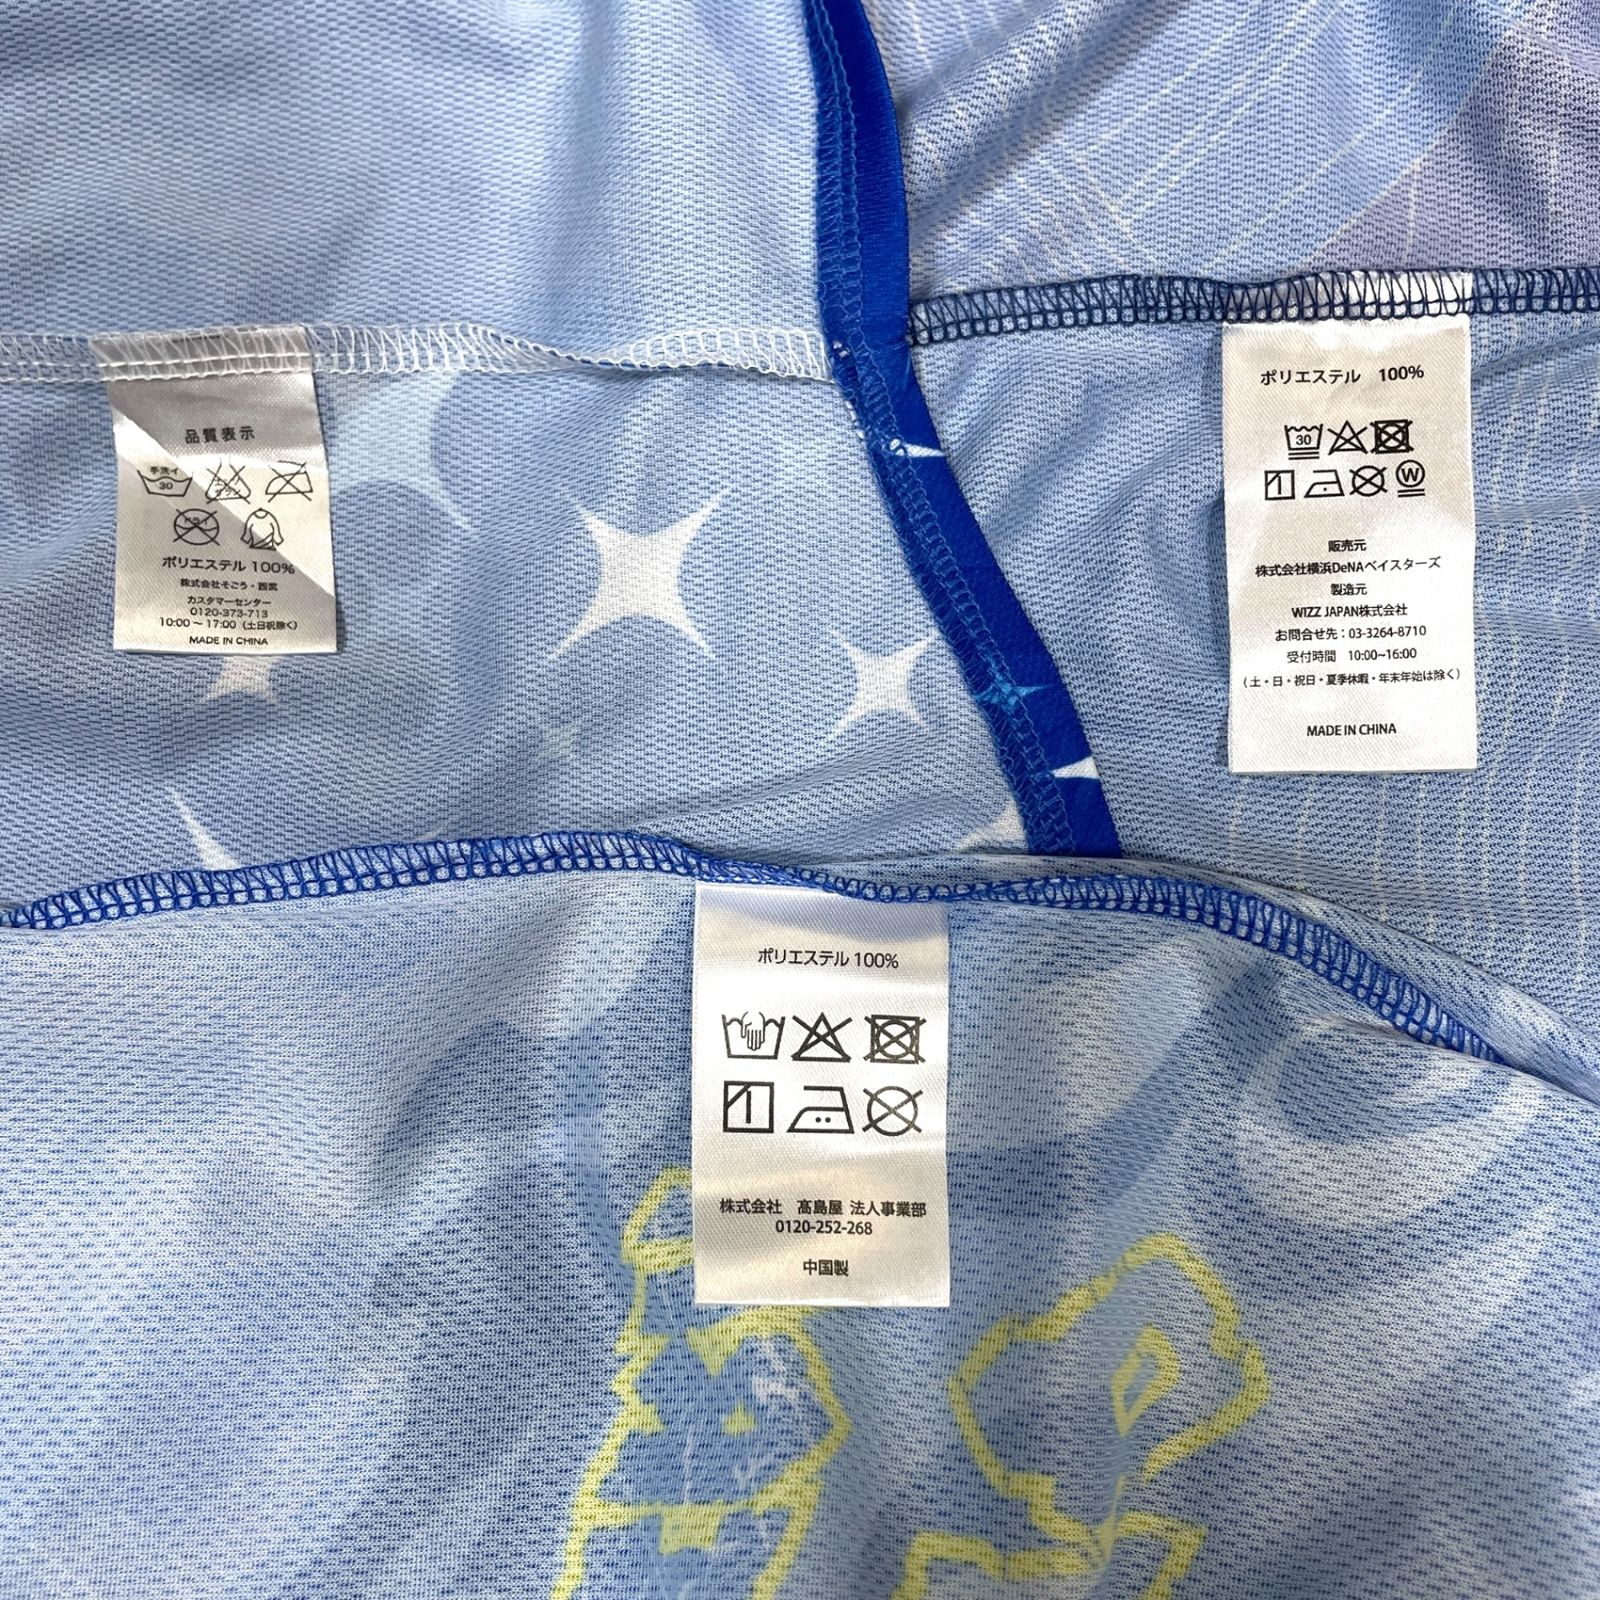 品質表示
手洗イ
30
ポリエステル 100%
株式会社そごう・西武
カスタマーセンター
0120-373-713
10:00～17:00（土日祝除く）
MADE IN CHINA
ポリエステル 100%
30
W
販売元
株式会社横浜DeNAベイスターズ
製造元
WIZZ JAPAN株式会社
お問合せ先：03-3264-8710
受付時間 10:00~16:00
（土・日・祝日・夏季休暇・年末年始は除く）
MADE IN CHINA
ポリエステル 100%
株式会社 髙島屋 法人事業部
0120-252-268
中国製